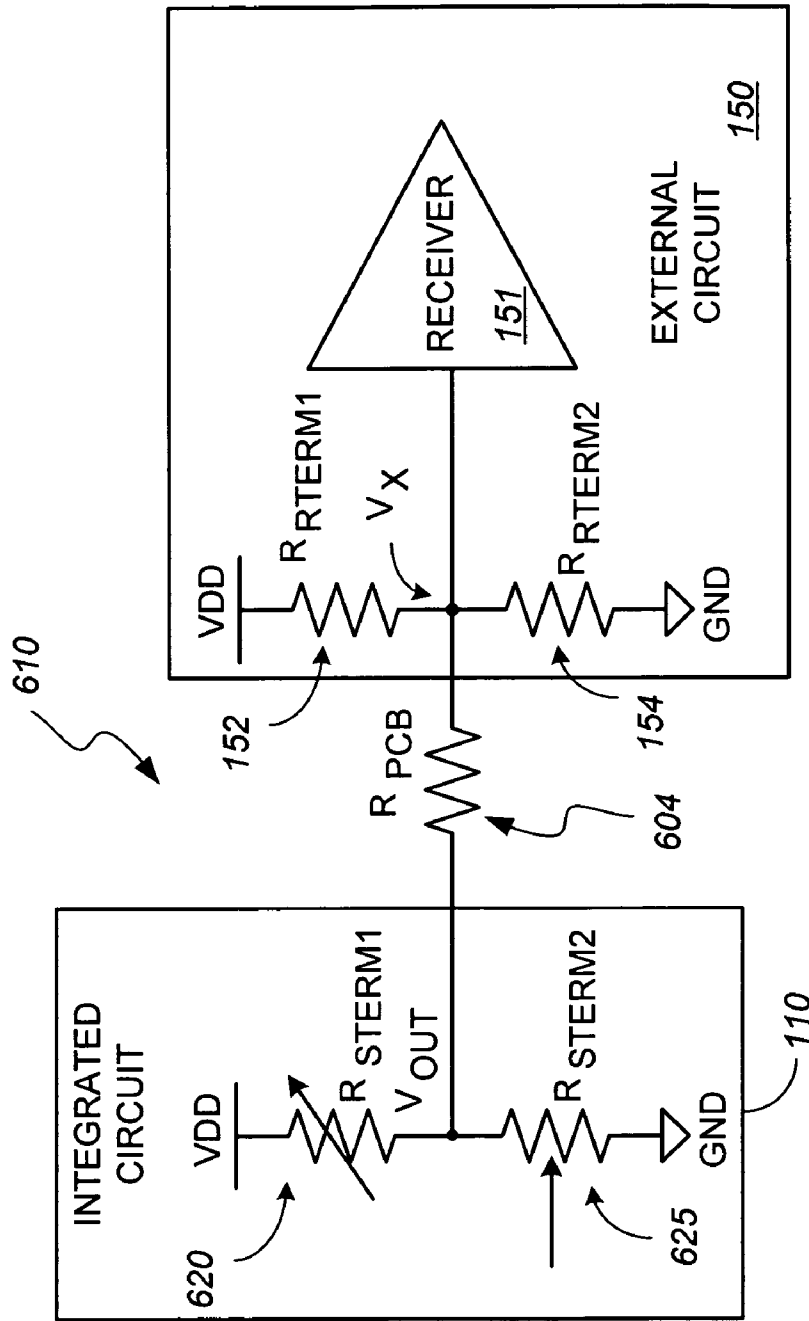 610
INTEGRATED
CIRCUIT
VDD
620
R STERM1
V OUT
R STERM2
625
GND
110
R PCB
604
VDD
152
R RTERM1
V X
R RTERM2
154
GND
RECEIVER
151
EXTERNAL
CIRCUIT
150